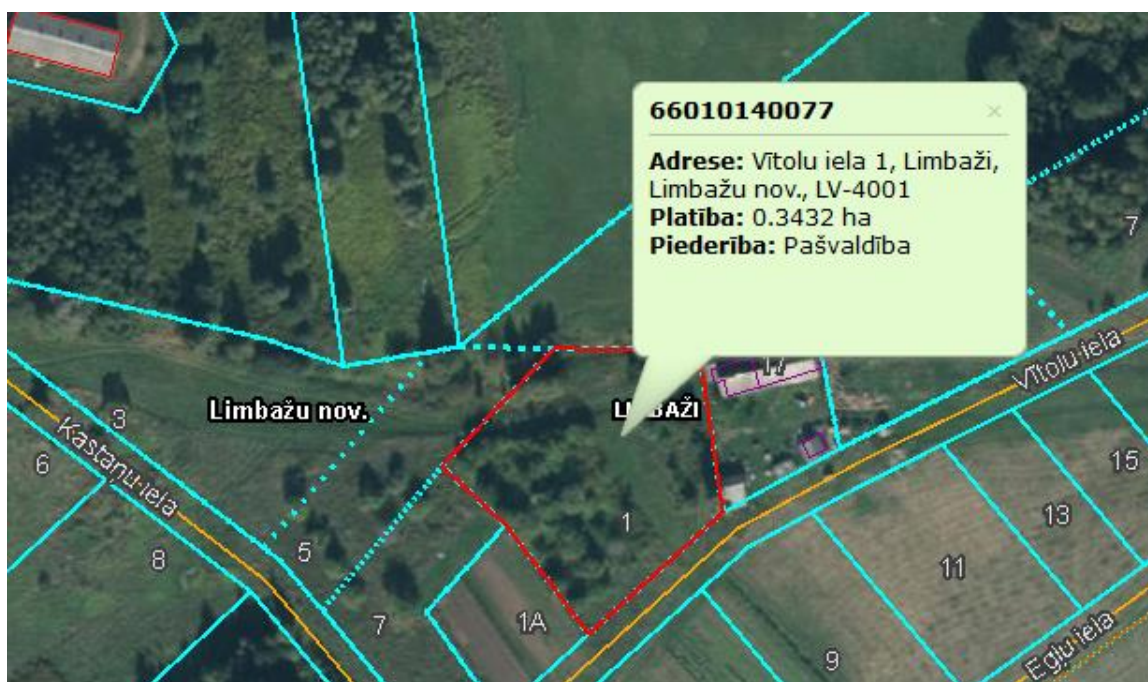 66010140077
×
Adrese: Vītolu iela 1, Limbaži,
Limbažu nov., LV-4001
Platība: 0.3432 ha
Piederība: Pašvaldība
7
Vītolu iela
17
Limbažu nov.
LIMBAŽI
3
Kastaņu iela
6
15
13
1
5
8
11
7
1A
9
Egļu iela